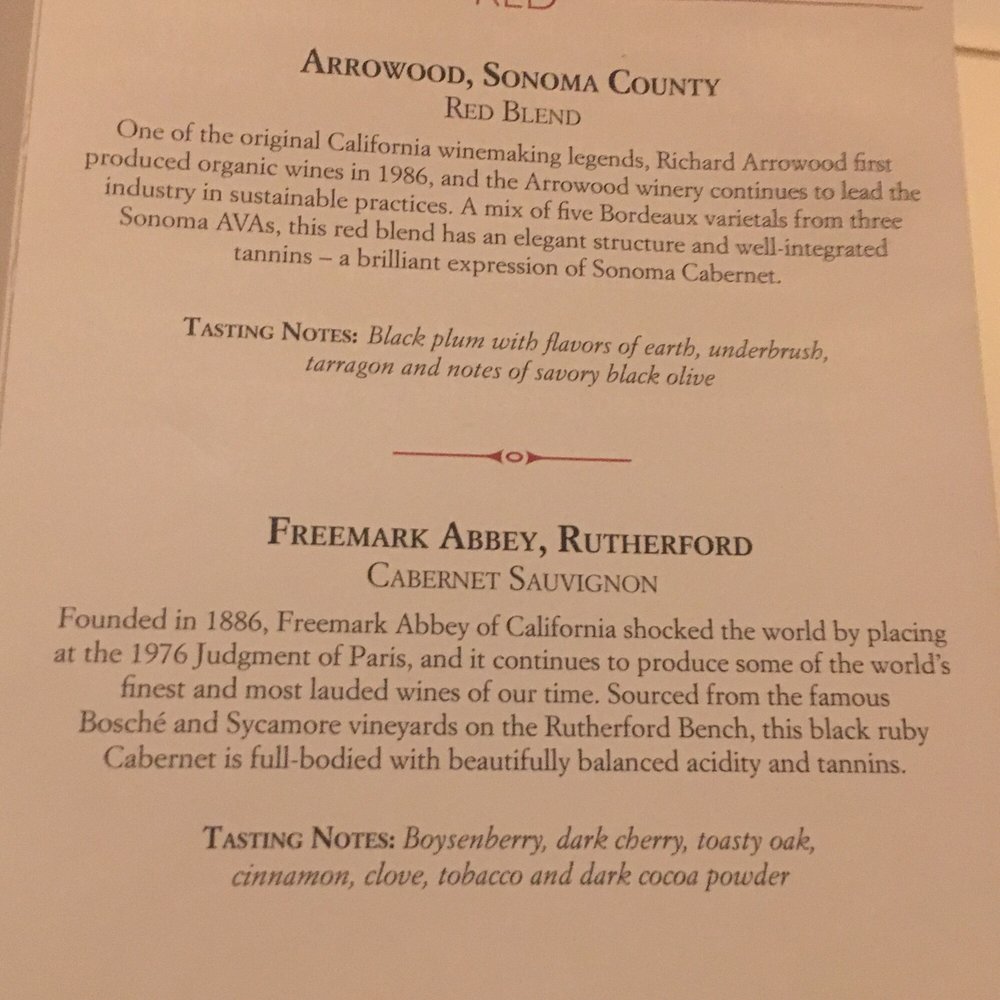 RED
ARROWOOD, SONOMA COUNTY
RED BLEND
One of the original California winemaking legends, Richard Arrowood first
produced organic wines in 1986, and the Arrowood winery continues to lead the
industry in sustainable practices. A mix of five Bordeaux varietals from three
Sonoma AVAs, this red blend has an elegant structure and well-integrated
tannins – a brilliant expression of Sonoma Cabernet.
TASTING NOTES: Black plum with flavors of earth, underbrush,
tarragon and notes of savory black olive
FREEMARK ABBEY, RUTHERFORD
CABERNET SAUVIGNON
Founded in 1886, Freemark Abbey of California shocked the world by placing
at the 1976 Judgment of Paris, and it continues to produce some of the world's
finest and most lauded wines of our time. Sourced from the famous
Bosché and Sycamore vineyards on the Rutherford Bench, this black ruby
Cabernet is full-bodied with beautifully balanced acidity and tannins.
TASTING NOTES: Boysenberry, dark cherry, toasty oak,
cinnamon, clove, tobacco and dark cocoa powder